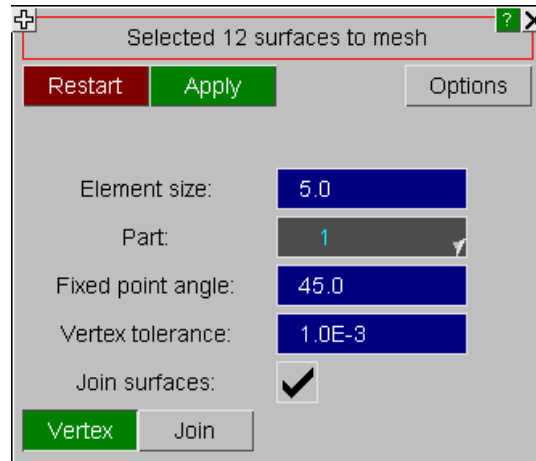 ?
Selected 12 surfaces to mesh
Restart Apply Options
Element size: 5.0
Part: 1
Fixed point angle: 45.0
Vertex tolerance: 1.0E-3
Join surfaces:
Vertex Join